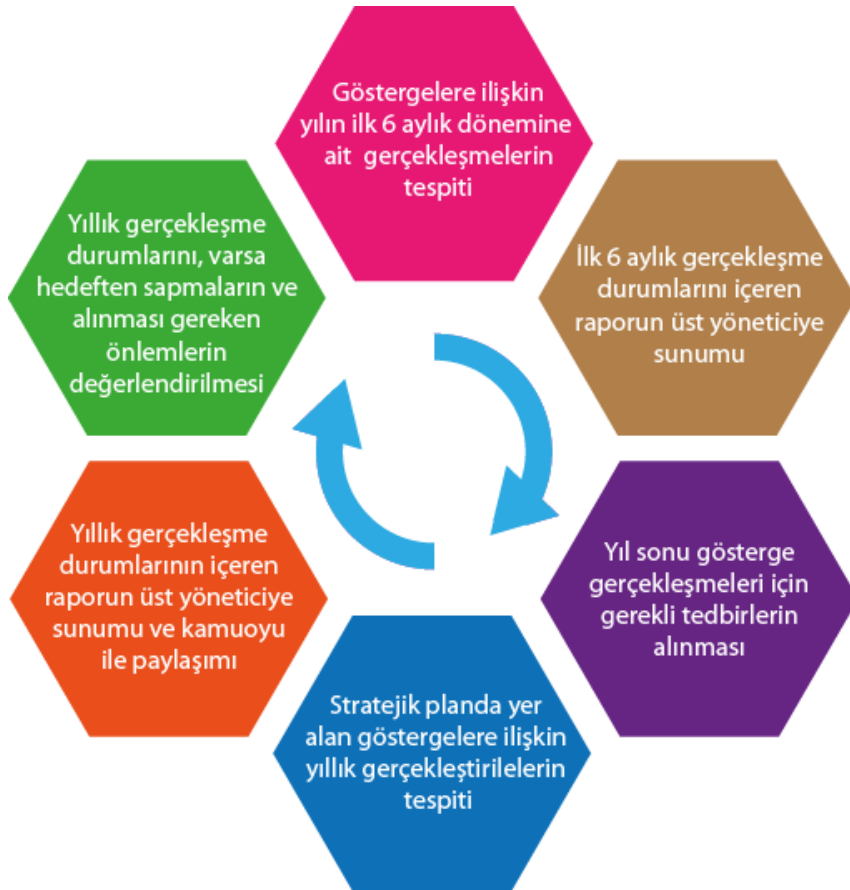 Göstergelere ilişkin
yılın ilk 6 aylık dönemine
ait gerçekleşmelerin
tespiti
İlk 6 aylık gerçekleşme
durumlarını içeren
raporun üst yöneticiye
sunumu
Yıl sonu gösterge
gerçekleşmeleri için
gerekli tedbirlerin
alınması
Stratejik planda yer
alan göstergelere ilişkin
yıllık gerçekleştirilelerin
tespiti
Yıllık gerçekleşme
durumlarının içeren
raporun üst yöneticiye
sunumu ve kamuoyu
ile paylaşımı
Yıllık gerçekleşme
durumlarını, varsa
hedeften sapmaların ve
alınması gereken
önlemlerin
değerlendirilmesi